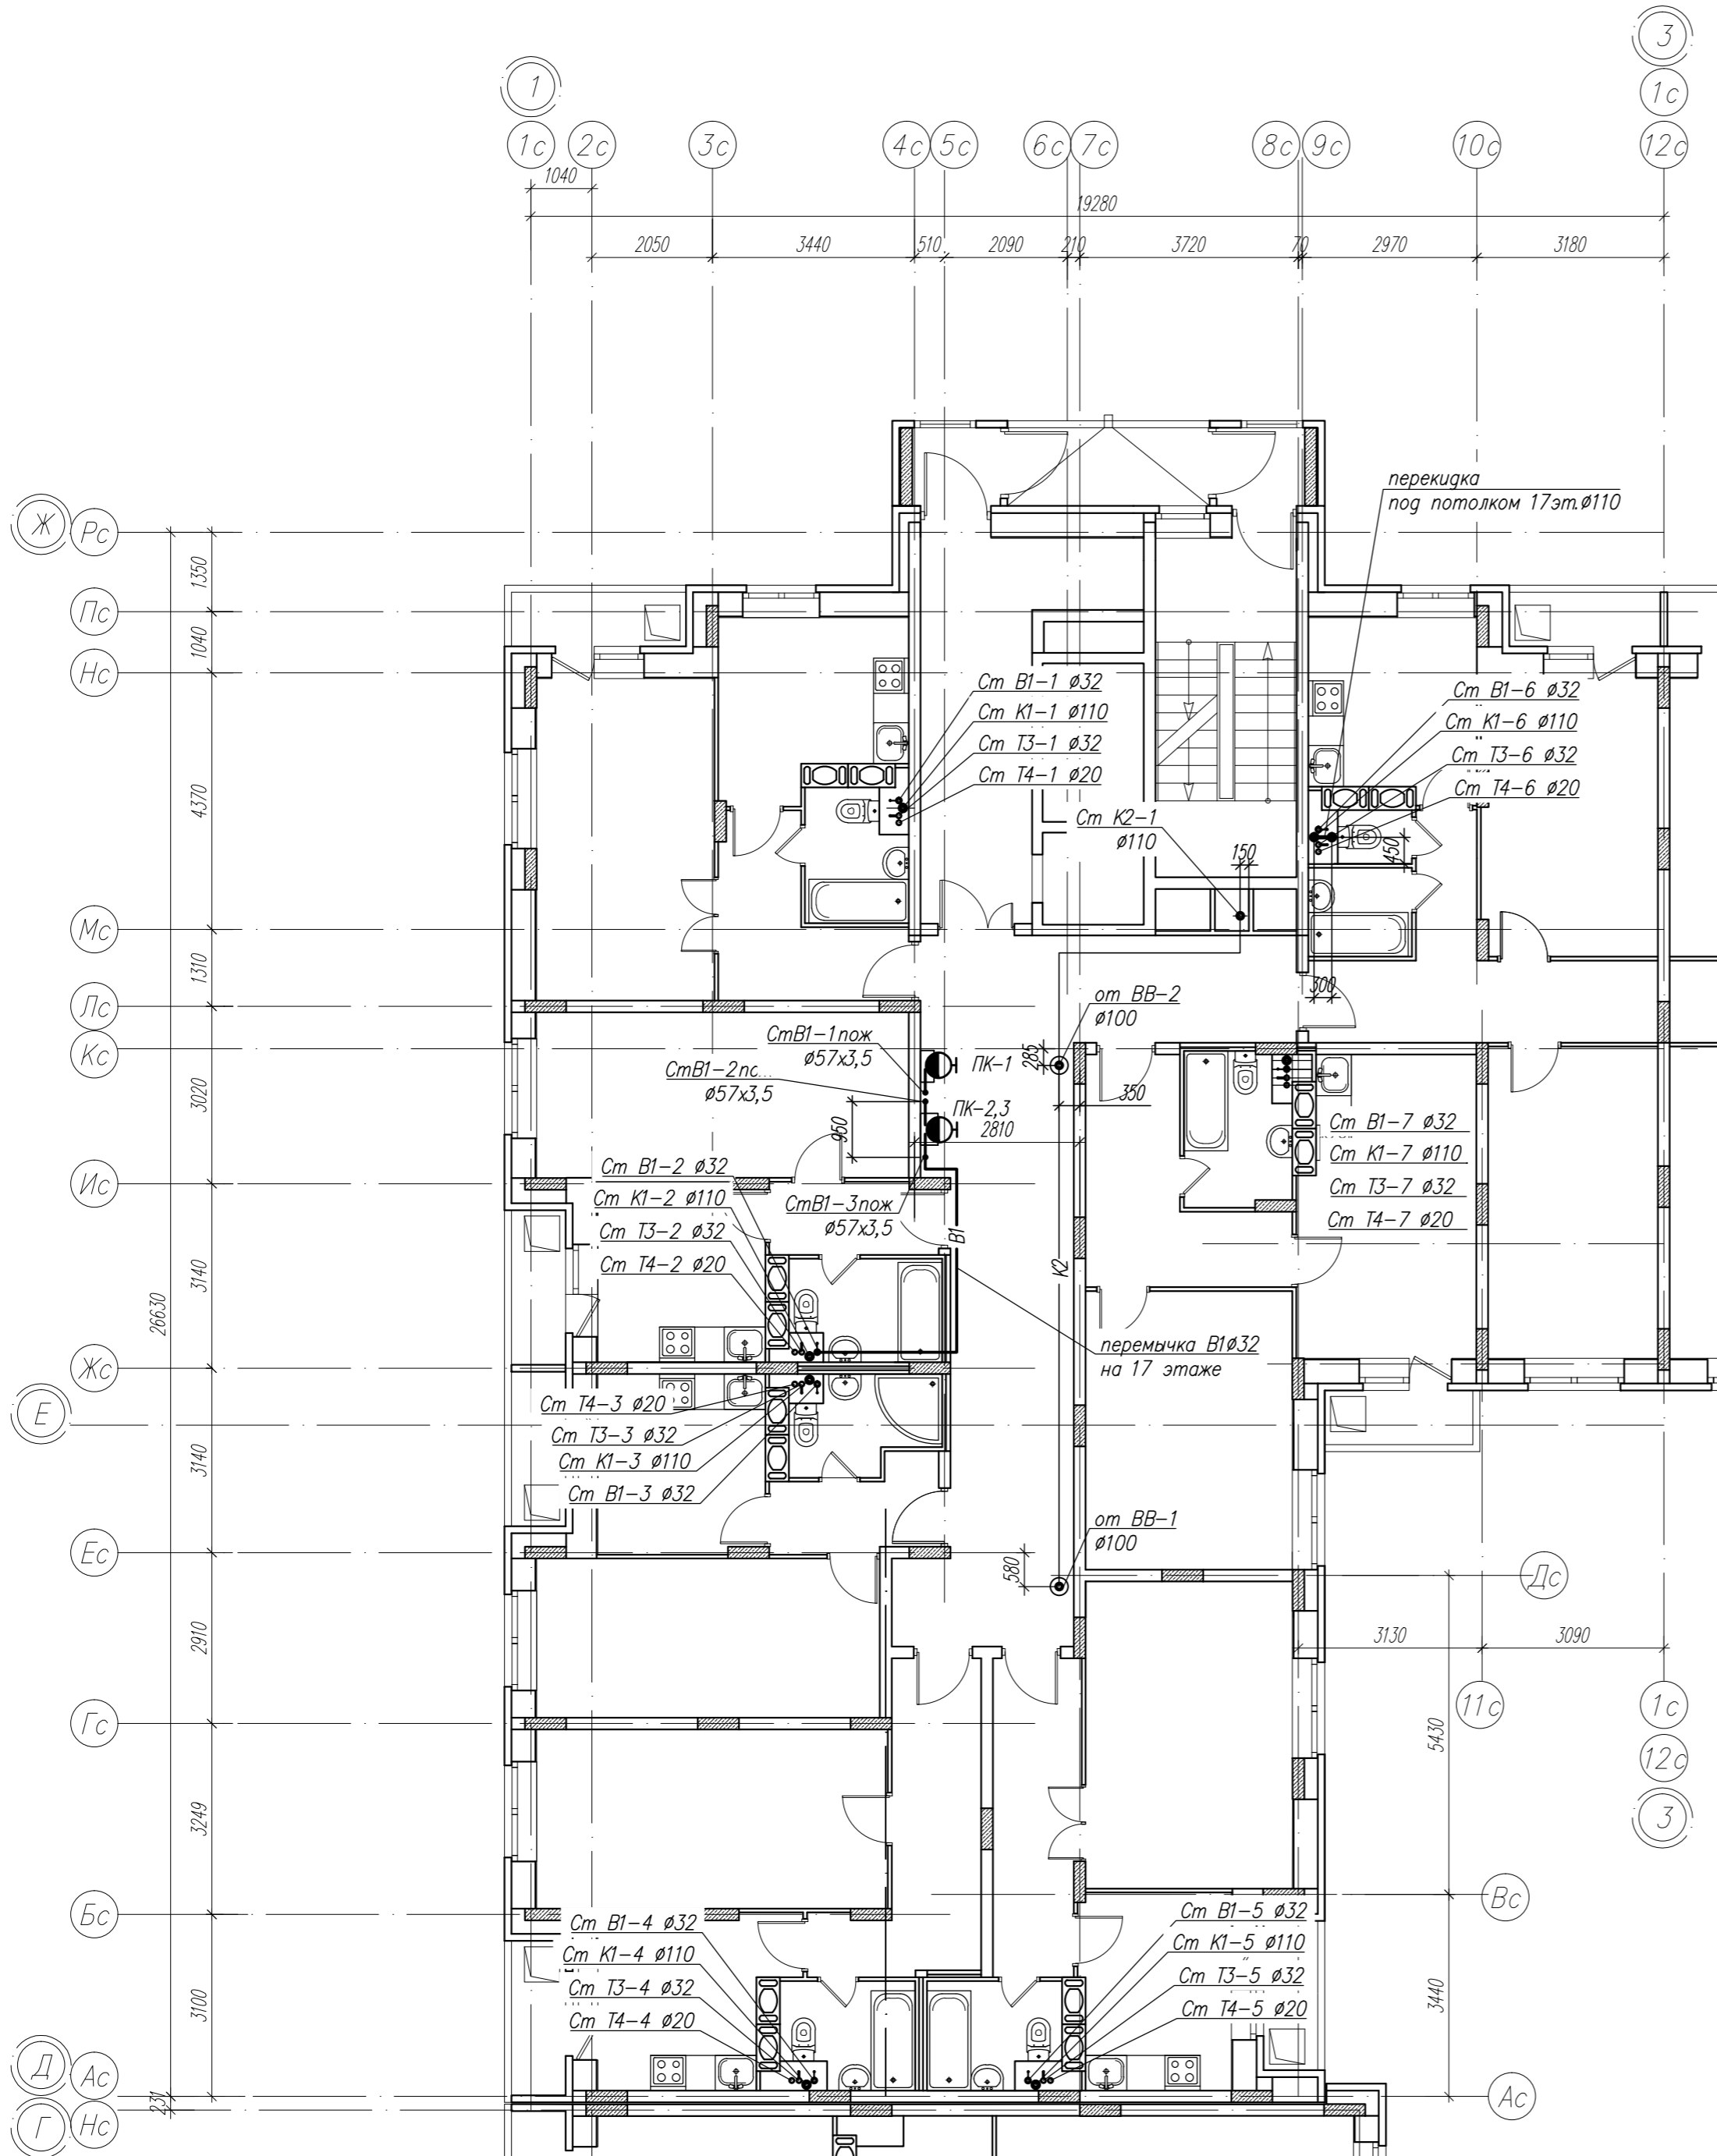 3
1
1с
1с
2с
3с
4с
5с
6с
7с
8с
9с
10с
12с
1040
19280
2050
3440
510
2090
210
3720
70
2970
3180
перекидка
под потолком 17эт.ø110
Ж
Рс
1350
Пс
1040
Нс
Ст В1-1 ø32
Ст К1-1 ø110
Ст Т3-1 ø32
Ст Т4-1 ø20
Ст В1-6 ø32
Ст К1-6 ø110
Ст Т3-6 ø32
Ст Т4-6 ø20
4370
Ст К2-1
ø110
150
450
Мс
1310
300
Лс
от ВВ-2
ø100
Кс
285
СтВ1-1пож
ø57х3,5
ПК-1
СтВ1-2пс...
ø57х3,5
350
3020
950
ПК-2,3
2810
Ст В1-7 ø32
Ст К1-7 ø110
Ст Т3-7 ø32
Ст Т4-7 ø20
Ис
Ст В1-2 ø32
Ст К1-2 ø110
Ст Т3-2 ø32
Ст Т4-2 ø20
СтВ1-3пож
ø57х3,5
В1
К2
3140
26630
перемычка В1ø32
на 17 этаже
Жс
Е
Ст Т4-3 ø20
Ст Т3-3 ø32
Ст К1-3 ø110
Ст В1-3 ø32
3140
от ВВ-1
ø100
Ес
580
Дс
2910
3130
3090
11с
1с
12с
3
Гс
5430
3249
Бс
Вс
Ст В1-4 ø32
Ст К1-4 ø110
Ст Т3-4 ø32
Ст Т4-4 ø20
Ст В1-5 ø32
Ст К1-5 ø110
Ст Т3-5 ø32
Ст Т4-5 ø20
3100
3440
Д
Ас
231
Г
Нс
Ас